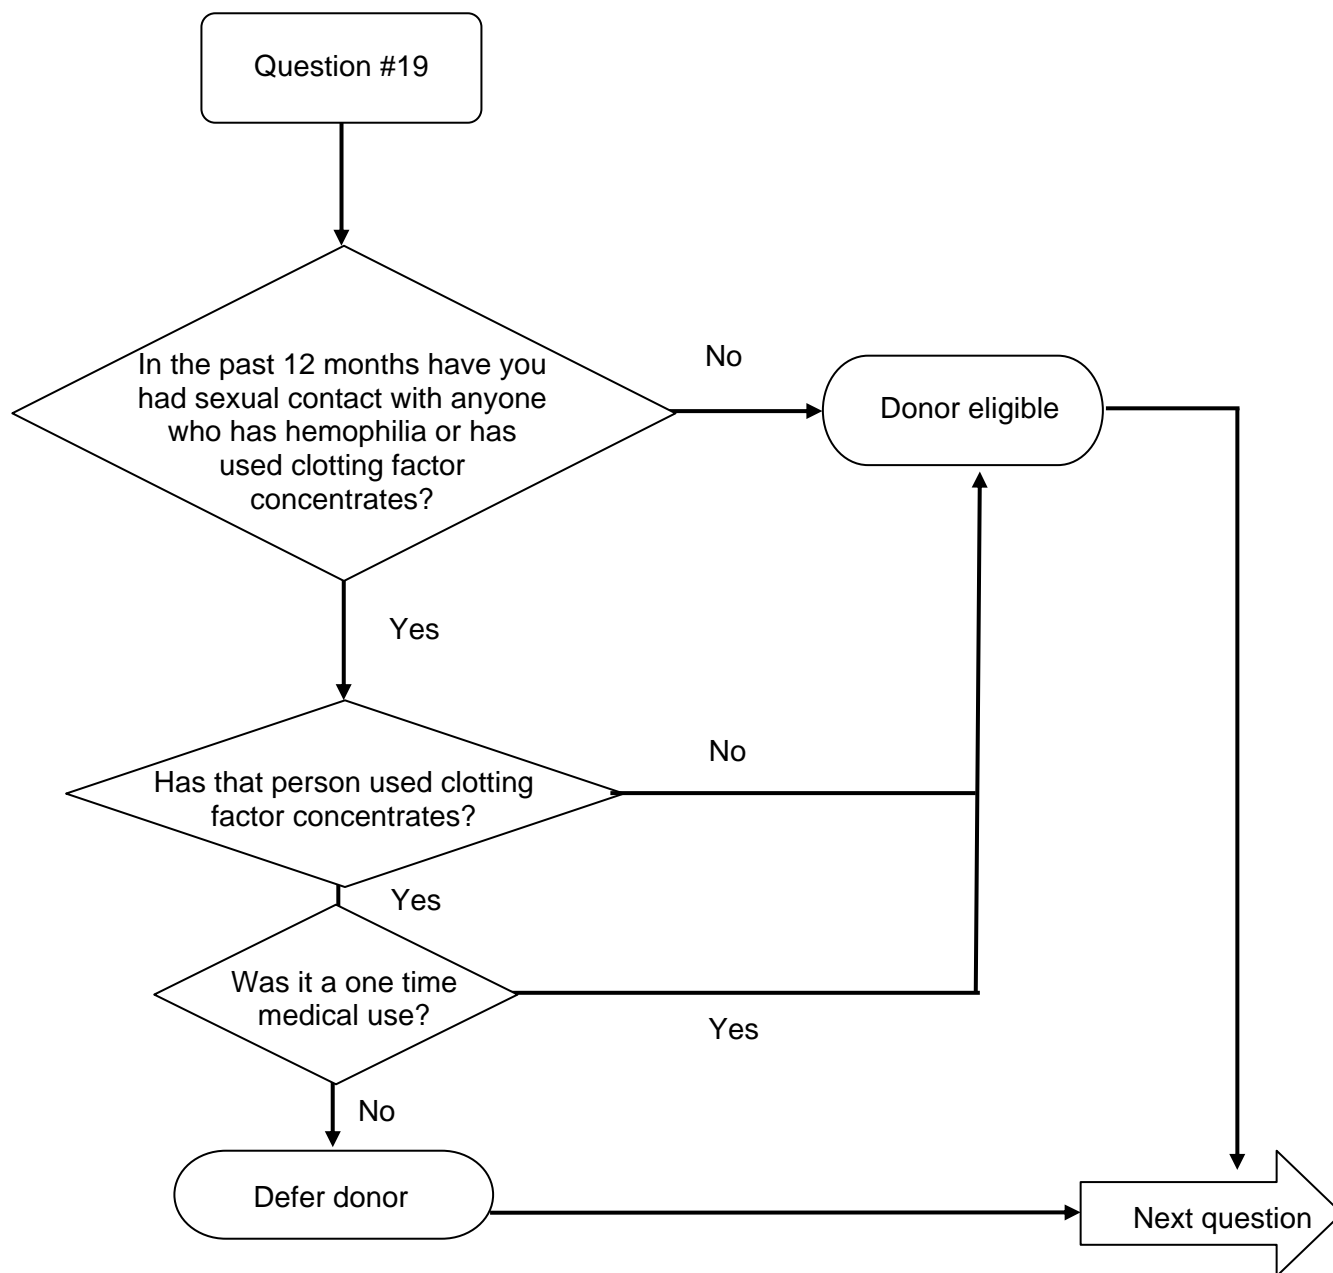 Question #19
No
In the past 12 months have you
had sexual contact with anyone
who has hemophilia or has
used clotting factor
concentrates?
Donor eligible
Yes
No
Has that person used clotting
factor concentrates?
Yes
Was it a one time
medical use?
Yes
No
Defer donor
Next question